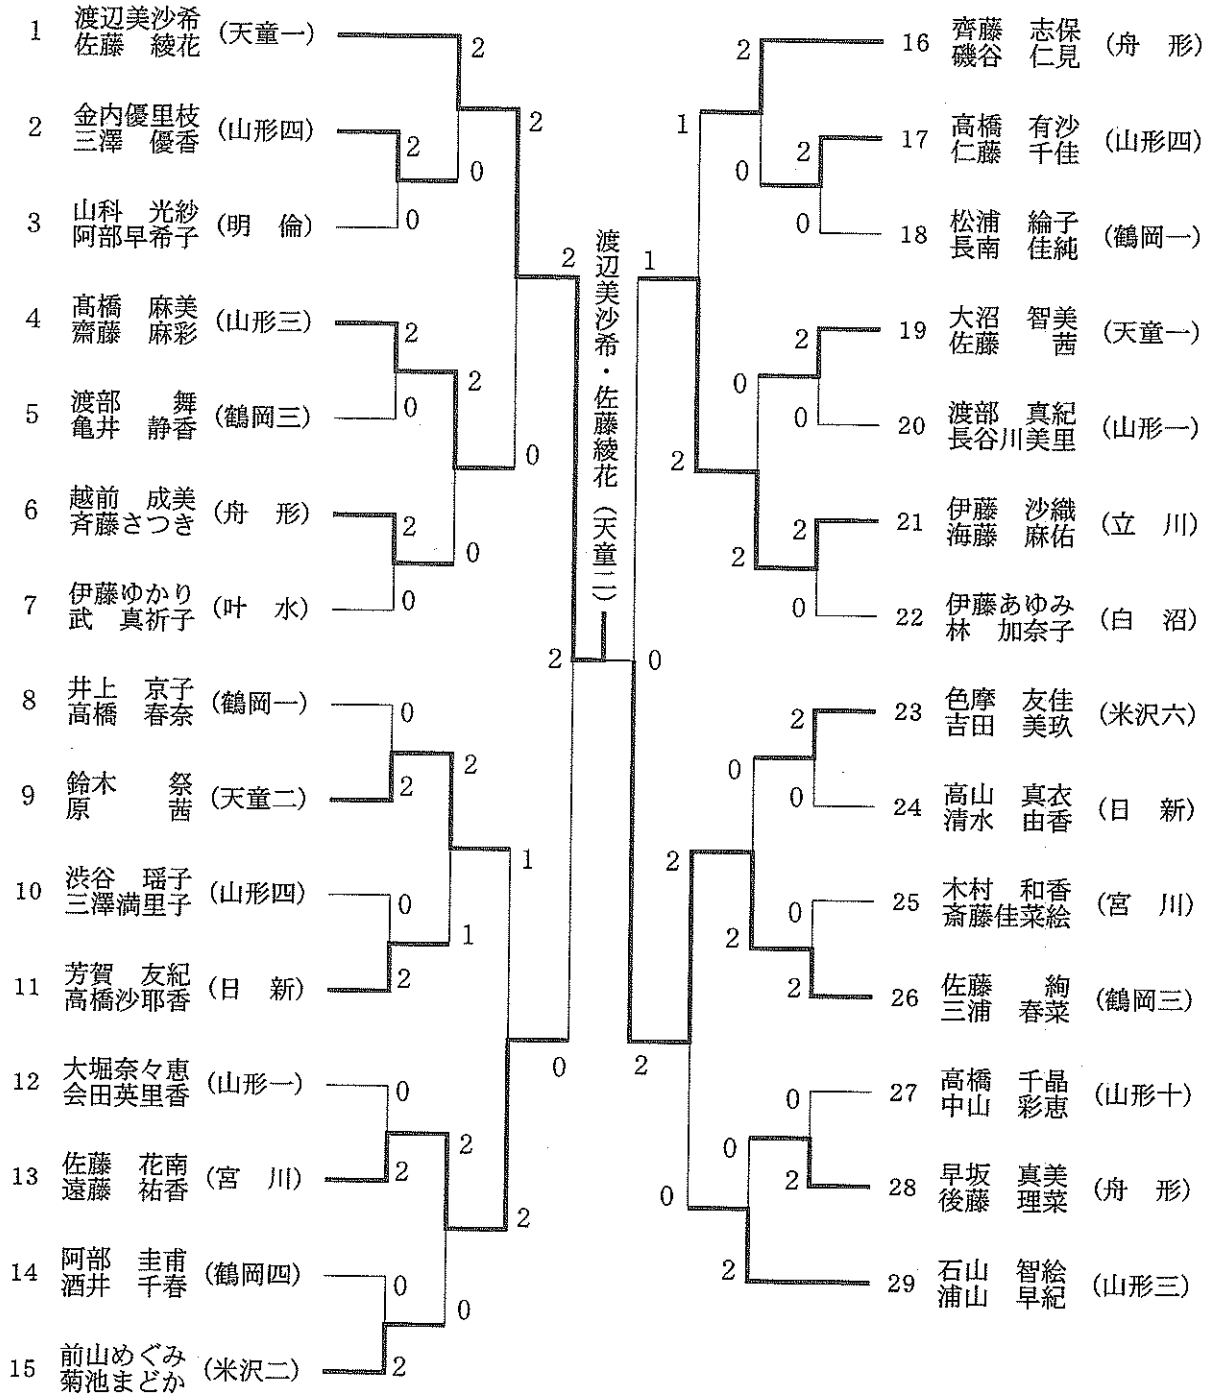 1 渡辺美沙希 (天童一)
佐藤 綾花
2 金内優里枝 (山形四)
三澤 優香
3 山科 光紗 (明 倫)
阿部早希子
4 髙橋 麻美 (山形三)
齋藤 麻彩
5 渡部 舞 (鶴岡三)
亀井 静香
6 越前 成美 (舟 形)
斉藤さつき
7 伊藤ゆかり (叶 水)
武 真祈子
8 井上 京子 (鶴岡一)
高橋 春奈
9 鈴木 祭 (天童二)
原 茜
10 渋谷 瑶子 (山形四)
三澤満里子
11 芳賀 友紀 (日 新)
高橋沙耶香
12 大堀奈々恵 (山形一)
会田英里香
13 佐藤 花南 (宮 川)
遠藤 祐香
14 阿部 圭甫 (鶴岡四)
酒井 千春
15 前山めぐみ (米沢二)
菊池まどか
2
2
0
2
0
2
0
2
0
2
0
0
2
0
2
1
0
2
0
2
2
0
0
2
2
1
2
0
2
渡辺美沙希・佐藤綾花(天童二)
0
1
2
1
2
2
0
2
0
2
0
2
0
2
0
2
0
2
2
0
0
2
0
2
0
0
2
2
16 齊藤 志保 (舟 形)
磯谷 仁見
17 高橋 有沙 (山形四)
仁藤 千佳
18 松浦 綸子 (鶴岡一)
長南 佳純
19 大沼 智美 (天童一)
佐藤 茜
20 渡部 真紀 (山形一)
長谷川美里
21 伊藤 沙織 (立 川)
海藤 麻佑
22 伊藤あゆみ (白 沼)
林 加奈子
23 色摩 友佳 (米沢六)
吉田 美玖
24 高山 真衣 (日 新)
清水 由香
25 木村 和香 (宮 川)
斎藤佳菜絵
26 佐藤 絢 (鶴岡三)
三浦 春菜
27 高橋 千晶 (山形十)
中山 彩恵
28 早坂 真美 (舟 形)
後藤 理菜
29 石山 智絵 (山形三)
浦山 早紀